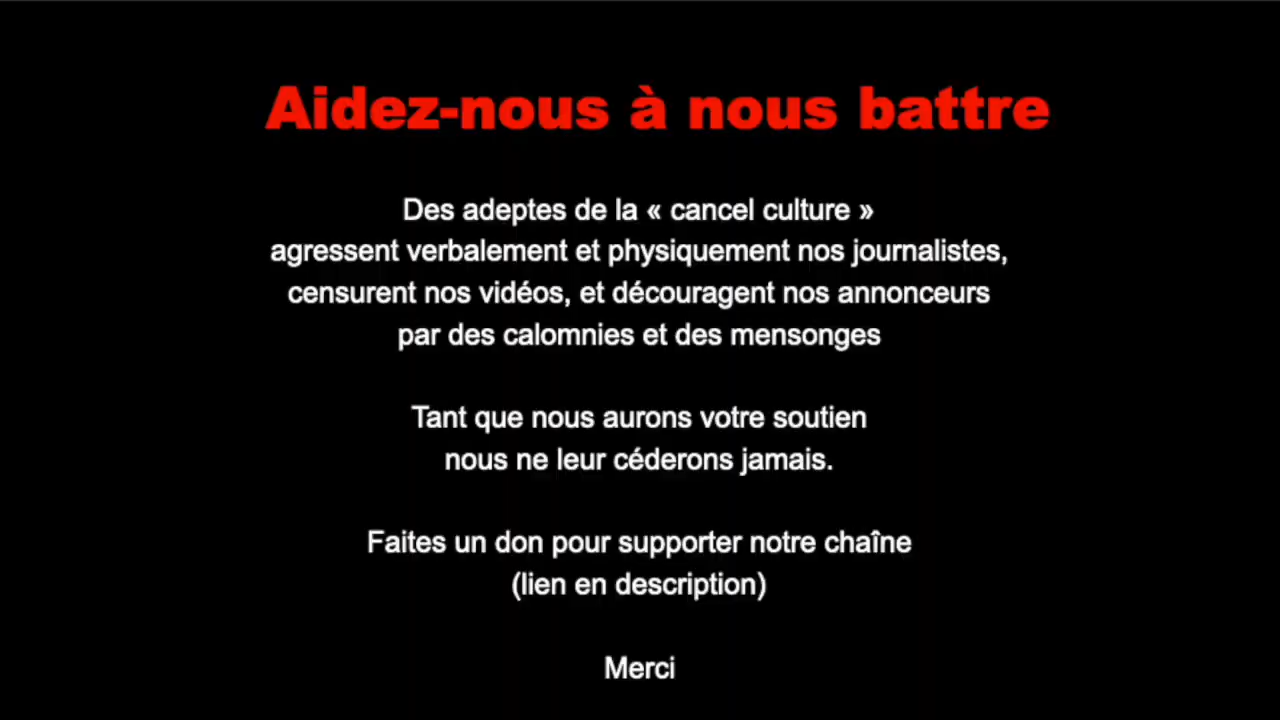 Aidez-nous à nous battre
Des adeptes de la « cancel culture »
agressent verbalement et physiquement nos journalistes,
censurent nos vidéos, et découragent nos annonceurs
par des calomnies et des mensonges
Tant que nous aurons votre soutien
nous ne leur céderons jamais.
Faites un don pour supporter notre chaîne
(lien en description)
Merci